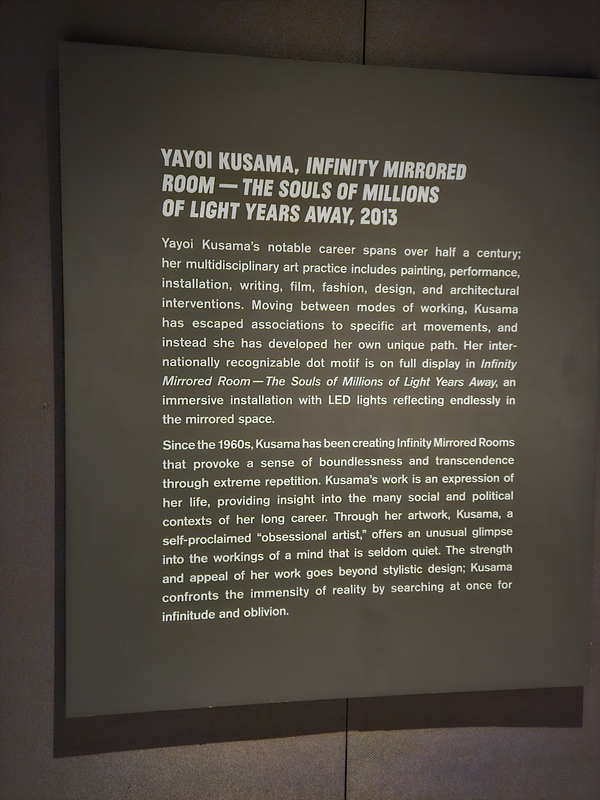 YAYOI KUSAMA, INFINITY MIRRORED
ROOM — THE SOULS OF MILLIONS
OF LIGHT YEARS AWAY, 2013
Yayoi Kusama's notable career spans over half a century;
her multidisciplinary art practice includes painting, performance,
installation, writing, film, fashion, design, and architectural
interventions. Moving between modes of working, Kusama
has escaped associations to specific art movements, and
instead she has developed her own unique path. Her inter-
nationally recognizable dot motif is on full display in Infinity
Mirrored Room — The Souls of Millions of Light Years Away, an
immersive installation with LED lights reflecting endlessly in
the mirrored space.
Since the 1960s, Kusama has been creating Infinity Mirrored Rooms
that provoke a sense of boundlessness and transcendence
through extreme repetition. Kusama's work is an expression of
her life, providing insight into the many social and political
contexts of her long career. Through her artwork, Kusama, a
self-proclaimed "obsessional artist," offers an unusual glimpse
into the workings of a mind that is seldom quiet. The strength
and appeal of her work goes beyond stylistic design; Kusama
confronts the immensity of reality by searching at once for
infinitude and oblivion.